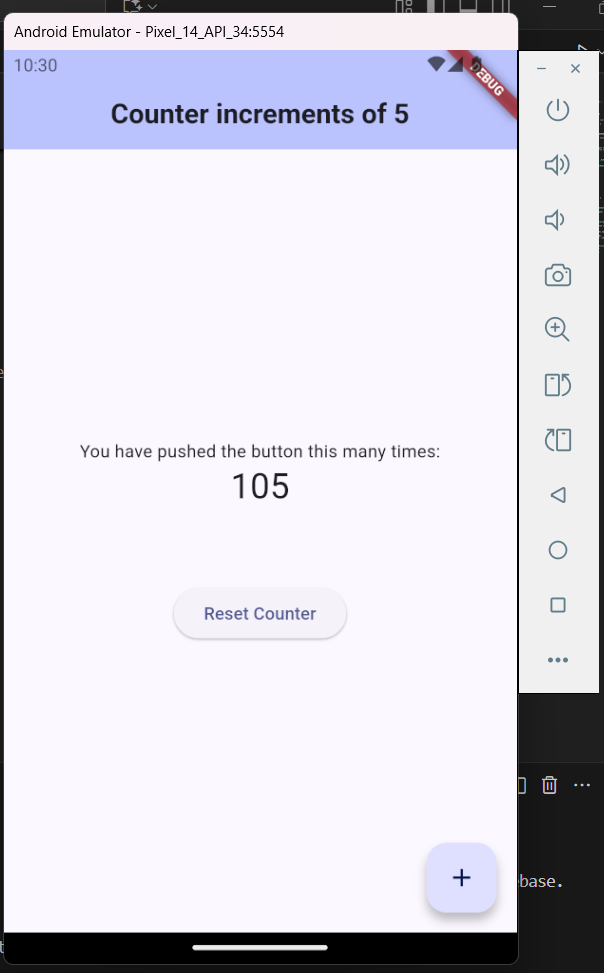 Android Emulator - Pixel_14_API_34:5554
10:30
DEBUG
Counter increments of 5
You have pushed the button this many times:
105
Reset Counter
+
base.